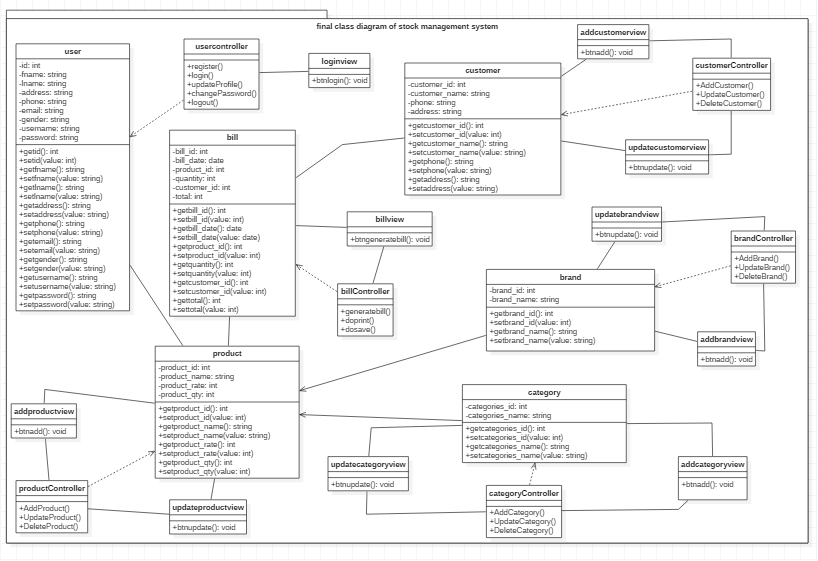 final class diagram of stock management system
user
-id: int
-fname: string
-lname: string
-address: string
-phone: string
-email: string
-gender: string
-username: string
-password: string
+getid(): int
+setid(value: int)
+getfname(): string
+setfname(value: string)
+getlname(): string
+setlname(value: string)
+getaddress(): string
+setaddress(value: string)
+getphone(): string
+setphone(value: string)
+getemail(): string
+setemail(value: string)
+getgender(): string
+setgender(value: string)
+getusername(): string
+setusername(value: string)
+getpassword(): string
+setpassword(value: string)
usercontroller
+register()
+login()
+updateProfile()
+changePassword()
+logout()
loginview
+btnlogin(): void
customer
-customer_id: int
-customer_name: string
-phone: string
-address: string
+getcustomer_id(): int
+setcustomer_id(value: int)
+getcustomer_name(): string
+setcustomer_name(value: string)
+getphone(): string
+setphone(value: string)
+getaddress(): string
+setaddress(value: string)
addcustomerview
+btnadd(): void
customerController
+AddCustomer()
+UpdateCustomer()
+DeleteCustomer()
updatecustomerview
+btnupdate(): void
bill
-bill_id: int
-bill_date: date
-product_id: int
-quantity: int
-customer_id: int
-total: int
+getbill_id(): int
+setbill_id(value: int)
+getbill_date(): date
+setbill_date(value: date)
+getproduct_id(): int
+setproduct_id(value: int)
+getquantity(): int
+setquantity(value: int)
+getcustomer_id(): int
+setcustomer_id(value: int)
+gettotal(): int
+settotal(value: int)
billview
+btngeneratebill(): void
billController
+generatebill()
+doprint()
+dosave()
updatebrandview
+btnupdate(): void
brandController
+AddBrand()
+UpdateBrand()
+DeleteBrand()
brand
-brand_id: int
-brand_name: string
+getbrand_id(): int
+setbrand_id(value: int)
+getbrand_name(): string
+setbrand_name(value: string)
addbrandview
+btnadd(): void
product
-product_id: int
-product_name: string
-product_rate: int
-product_qty: int
+getproduct_id(): int
+setproduct_id(value: int)
+getproduct_name(): string
+setproduct_name(value: string)
+getproduct_rate(): int
+setproduct_rate(value: int)
+getproduct_qty(): int
+setproduct_qty(value: int)
addproductview
+btnadd(): void
productController
+AddProduct()
+UpdateProduct()
+DeleteProduct()
updateproductview
+btnupdate(): void
category
-categories_id: int
-categories_name: string
+getcategories_id(): int
+setcategories_id(value: int)
+getcategories_name(): string
+setcategories_name(value: string)
updatecategoryview
+btnupdate(): void
categoryController
+AddCategory()
+UpdateCategory()
+DeleteCategory()
addcategoryview
+btnadd(): void